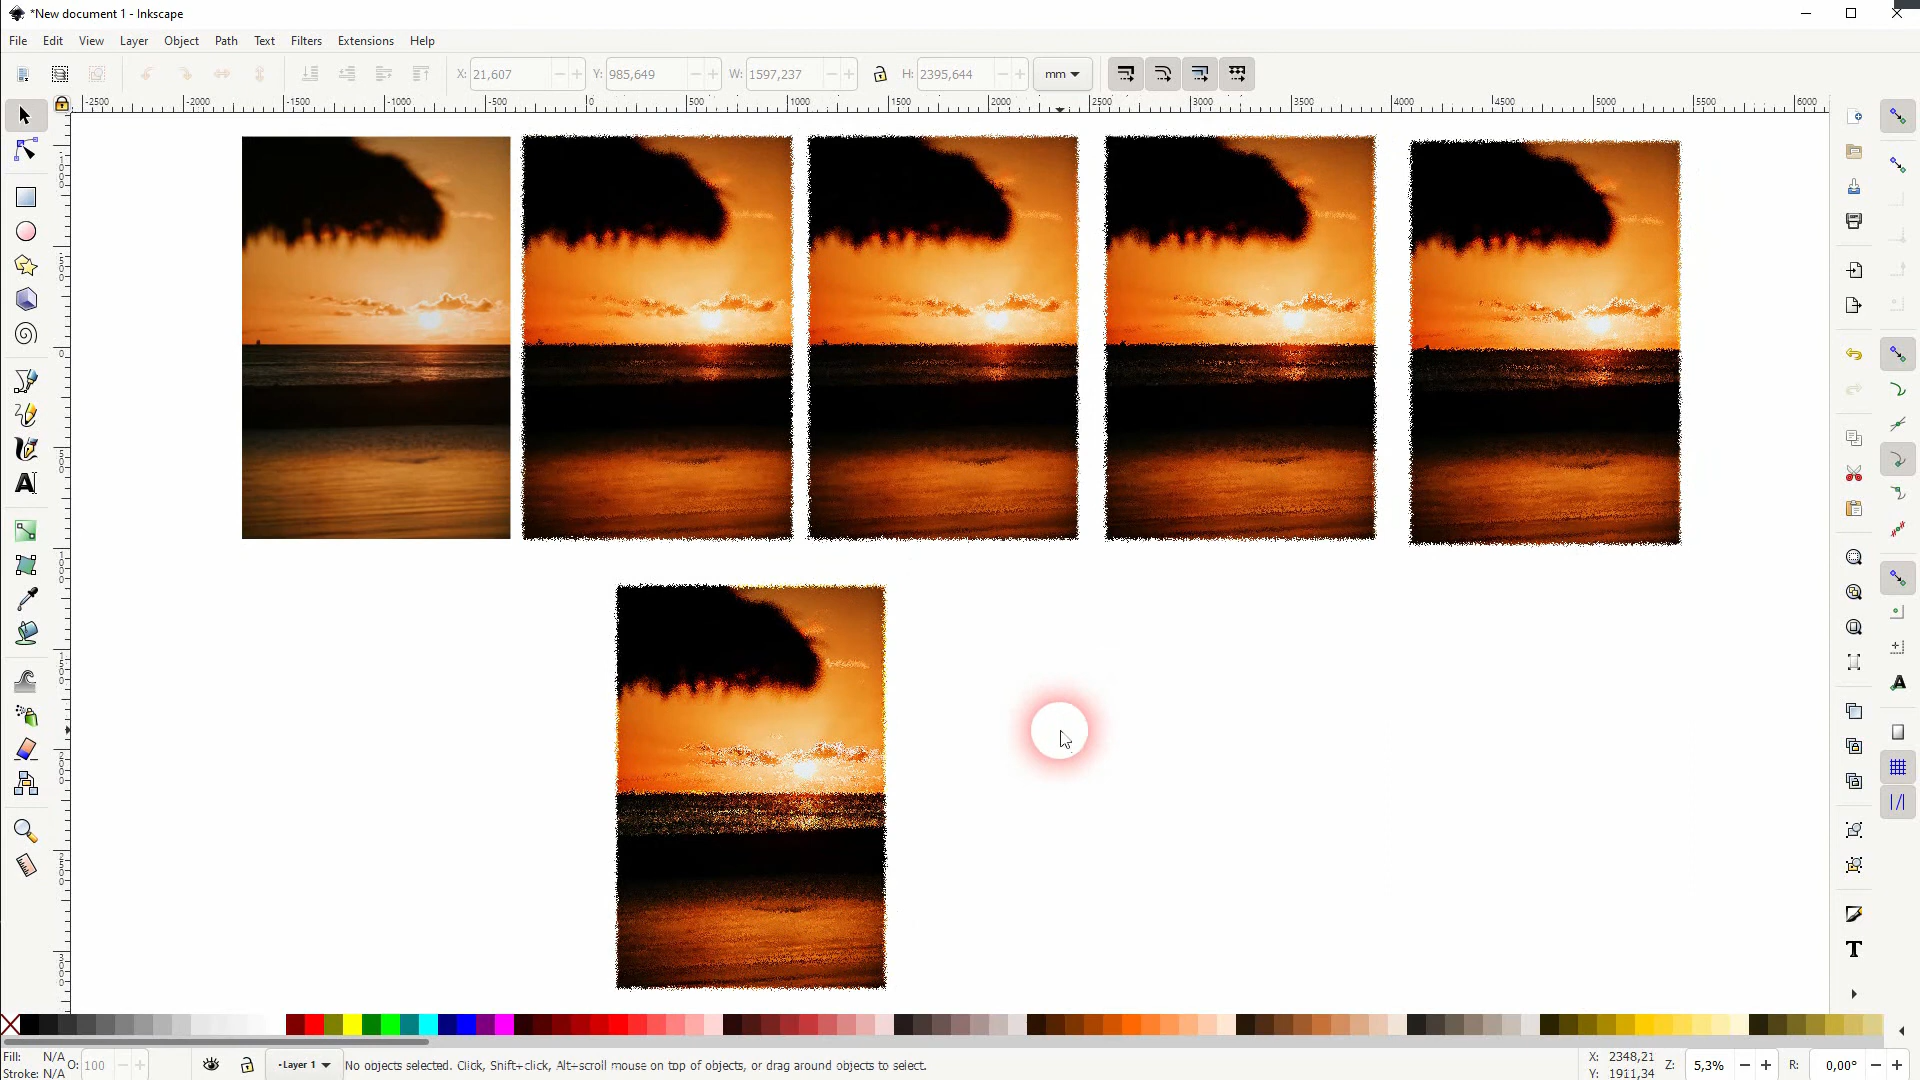 *New document 1 - Inkscape
File Edit View Layer Object Path Text Filters Extensions Help
X: 21,607 Y: 985,649 W: 1597,237 H: 2395,644 mm
-2500 -2000 -1500 -1000 -500 0 500 1000 1500 2000 2500 3000 3500 4000 4500 5000 5500 6000
Fill: N/A O: 100 -Layer 1 No objects selected. Click, Shift+click, Alt+scroll mouse on top of objects, or drag around objects to select. X: 2348,21 Z: 5,3% R: 0,00°
Stroke: N/A Y: 1911,34